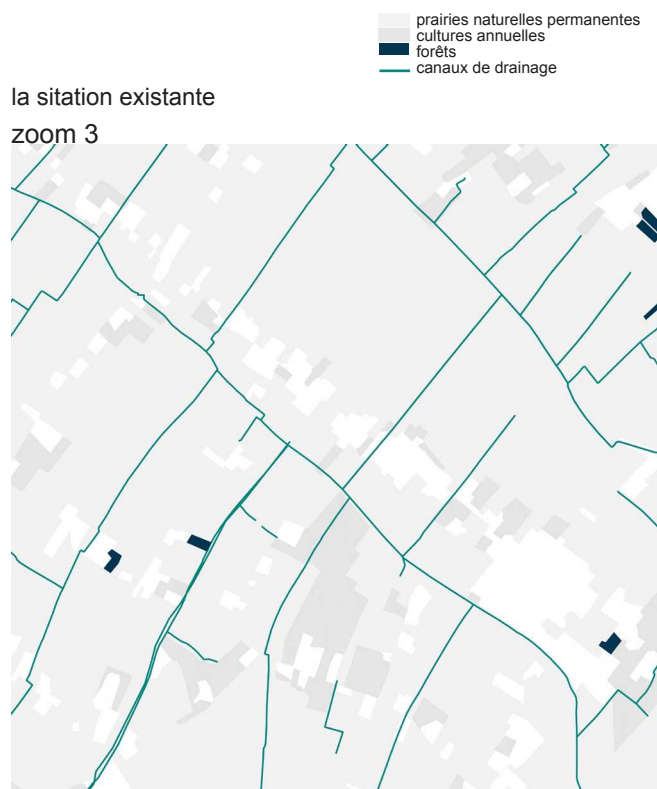 prairies naturelles permanentes
cultures annuelles
forêts
canaux de drainage
la sitation existante
zoom 3